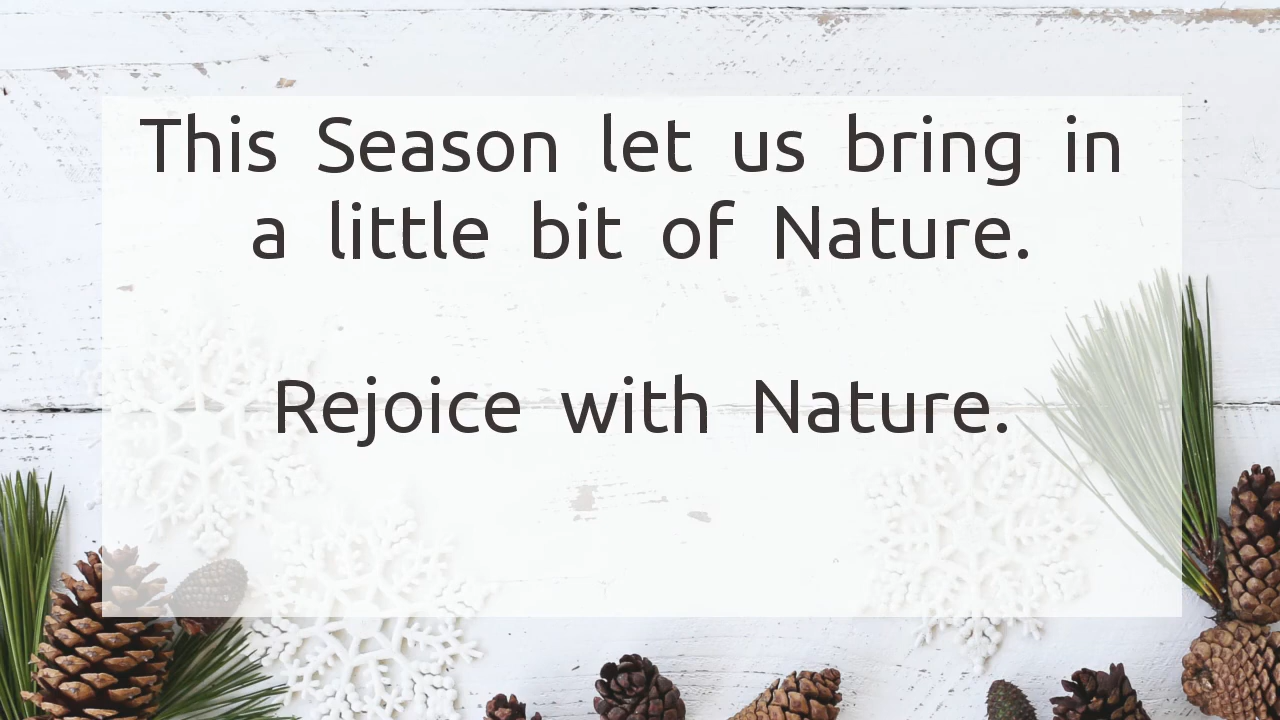 This Season let us bring in
a little bit of Nature.
Rejoice with Nature.